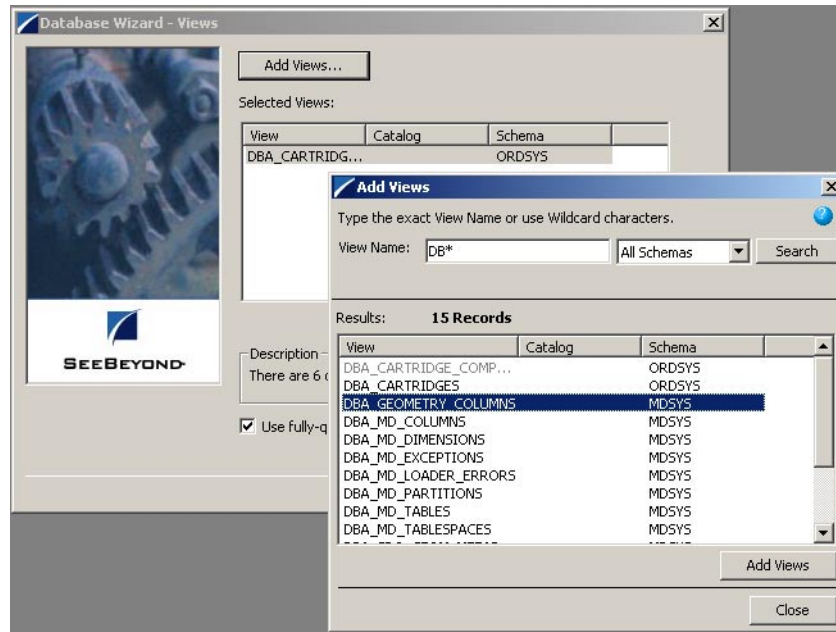 Database Wizard - Views
Add Views...
Selected Views:
View Catalog Schema
DBA_CARTRIDG... ORDSYS
SEEBEYOND
Description
There are 6
Use fully-q
Add Views
Type the exact View Name or use Wildcard characters.
View Name: DB* All Schemas Search
Results: 15 Records
View Catalog Schema
DBA_CARTRIDGE_COMP... ORDSYS
DBA_CARTRIDGES ORDSYS
DBA_GEOMETRY_COLUMNS MDSYS
DBA_MD_COLUMNS MDSYS
DBA_MD_DIMENSIONS MDSYS
DBA_MD_EXCEPTIONS MDSYS
DBA_MD_LOADER_ERRORS MDSYS
DBA_MD_PARTITIONS MDSYS
DBA_MD_TABLES MDSYS
DBA_MD_TABLESPACES MDSYS
Add Views
Close